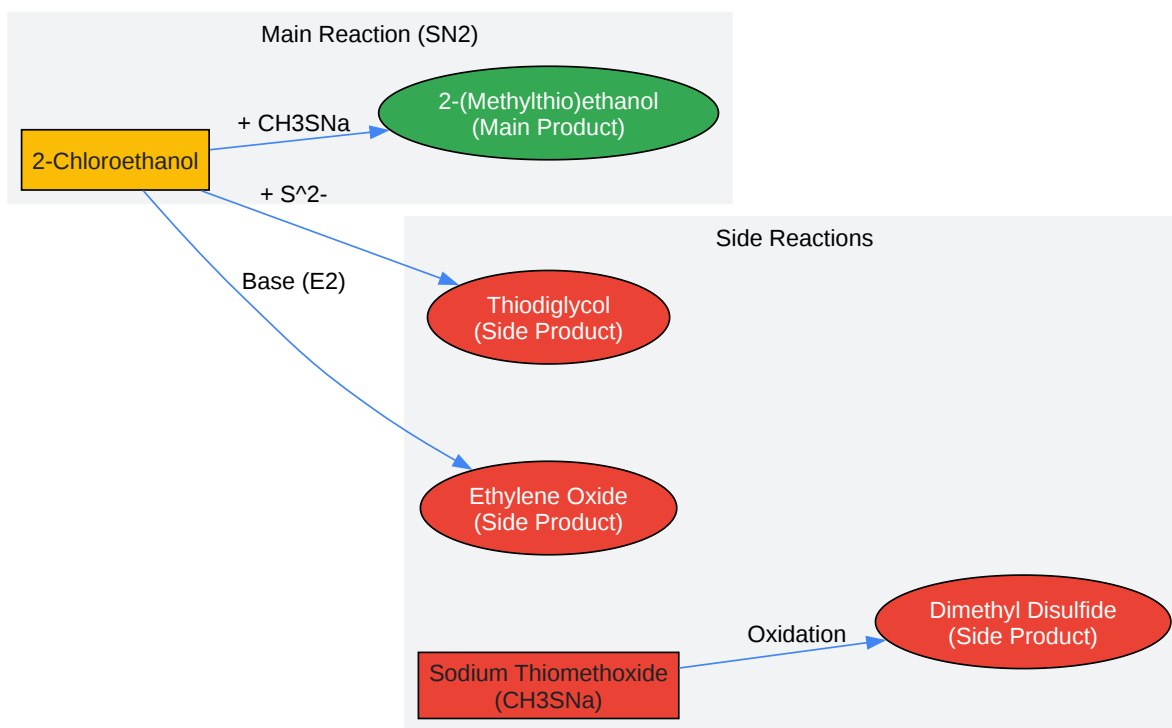 Main Reaction (SN2)
2-(Methylthio)ethanol
(Main Product)
+ CH3SNa
2-Chloroethanol
+ S^2-
Side Reactions
Base (E2)
Thiodiglycol
(Side Product)
Ethylene Oxide
(Side Product)
Dimethyl Disulfide
(Side Product)
Oxidation
Sodium Thiomethoxide
(CH3SNa)